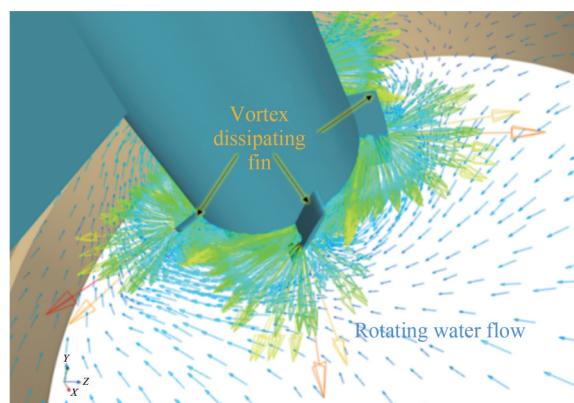 Vortex
dissipating
fin
Rotating water flow
Y
Z
X